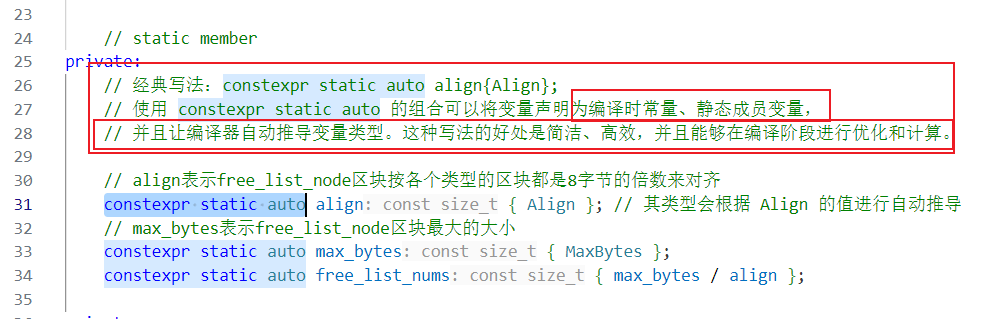 23
24 // static member
25 private:
26 // 经典写法：constexpr static auto align{Align};
27 // 使用 constexpr static auto 的组合可以将变量声明为编译时常量、静态成员变量，
28 // 并且让编译器自动推导变量类型。这种写法的好处是简洁、高效，并且能够在编译阶段进行优化和计算。
29
30 // align表示free_list_node区块按各个类型的区块都是8字节的倍数来对齐
31 constexpr static auto align: const size_t { Align }; // 其类型会根据 Align 的值进行自动推导
32 // max_bytes表示free_list_node区块最大的大小
33 constexpr static auto max_bytes: const size_t { MaxBytes };
34 constexpr static auto free_list_nums: const size_t { max_bytes / align };
35